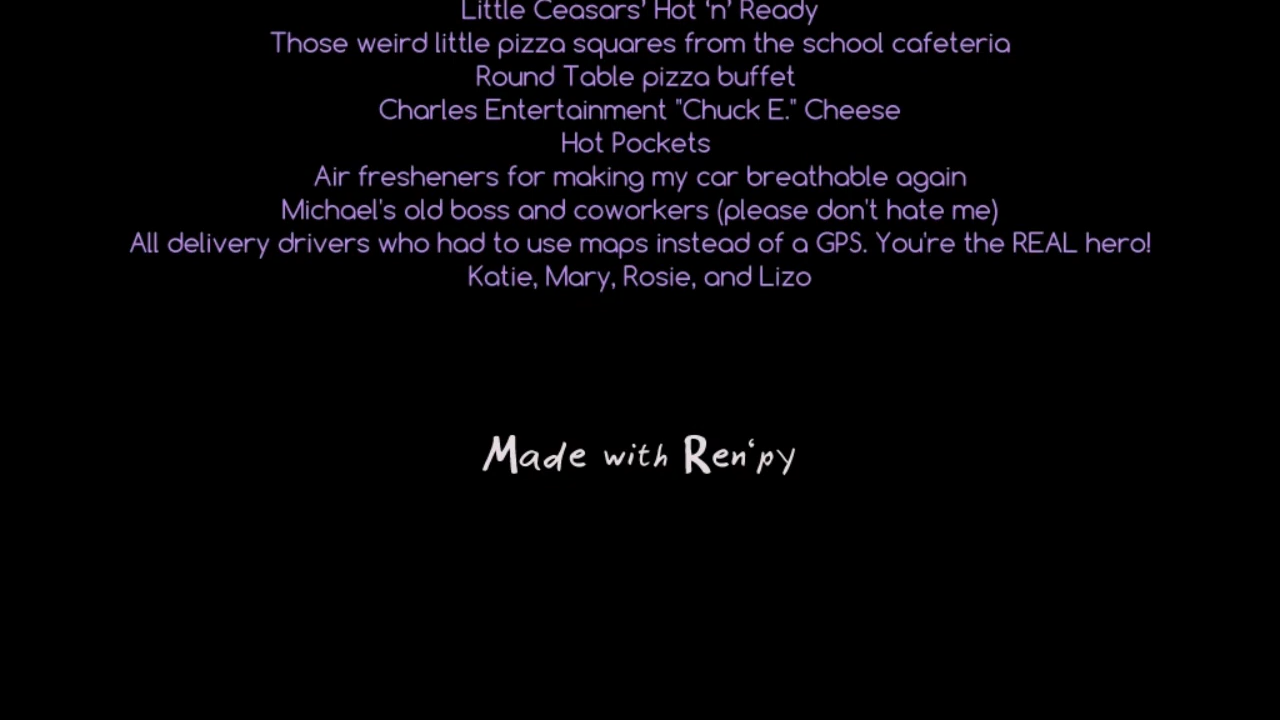 Little Ceasars’ Hot ‘n’ Ready
Those weird little pizza squares from the school cafeteria
Round Table pizza buffet
Charles Entertainment "Chuck E." Cheese
Hot Pockets
Air fresheners for making my car breathable again
Michael's old boss and coworkers (please don't hate me)
All delivery drivers who had to use maps instead of a GPS. You're the REAL hero!
Katie, Mary, Rosie, and Lizo
Made with Ren‘py